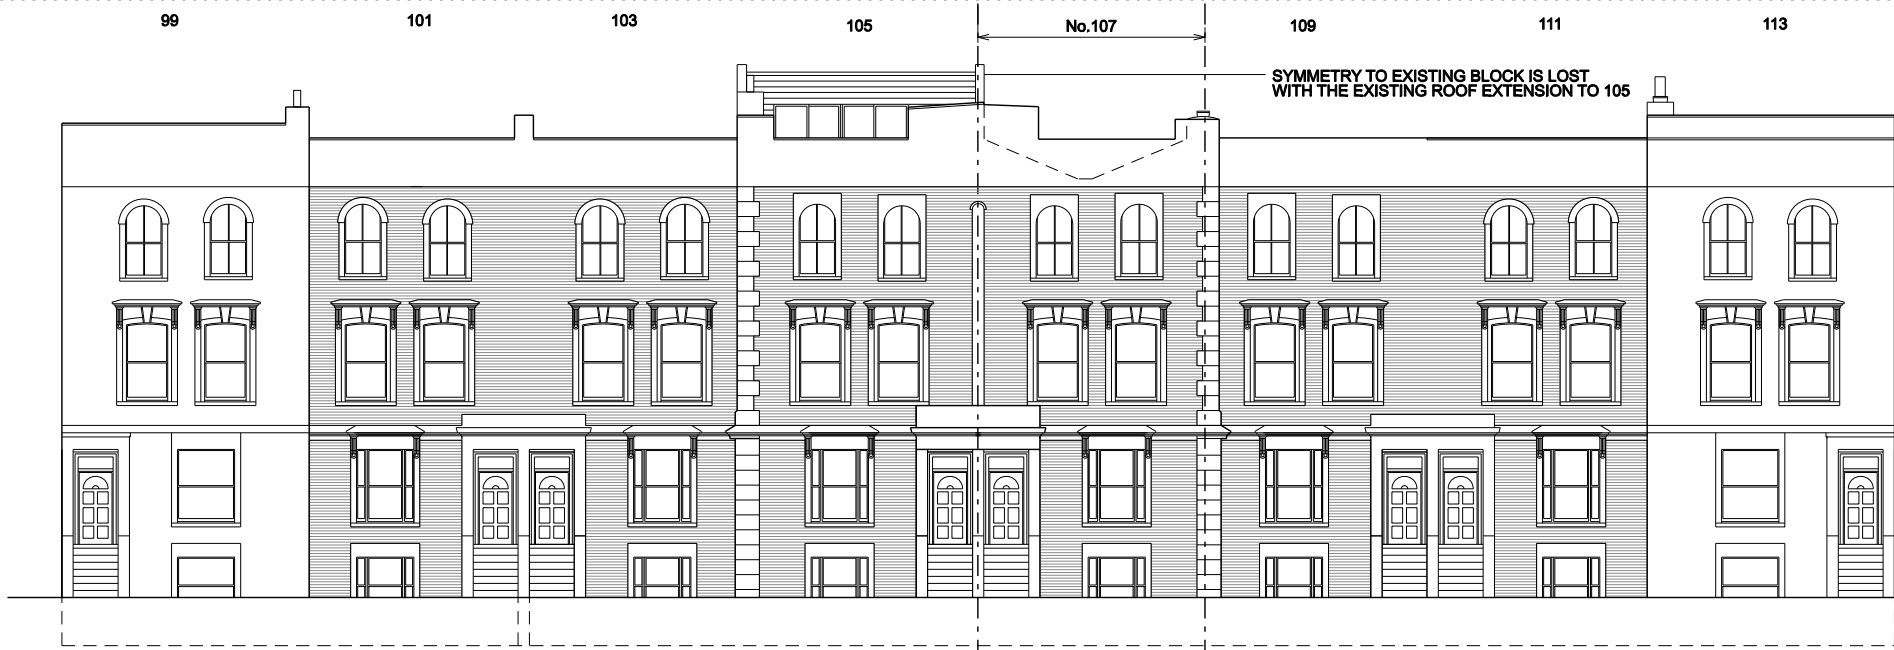 99
101
103
105
No.107
109
111
113
SYMMETRY TO EXISTING BLOCK IS LOST
WITH THE EXISTING ROOF EXTENSION TO 105